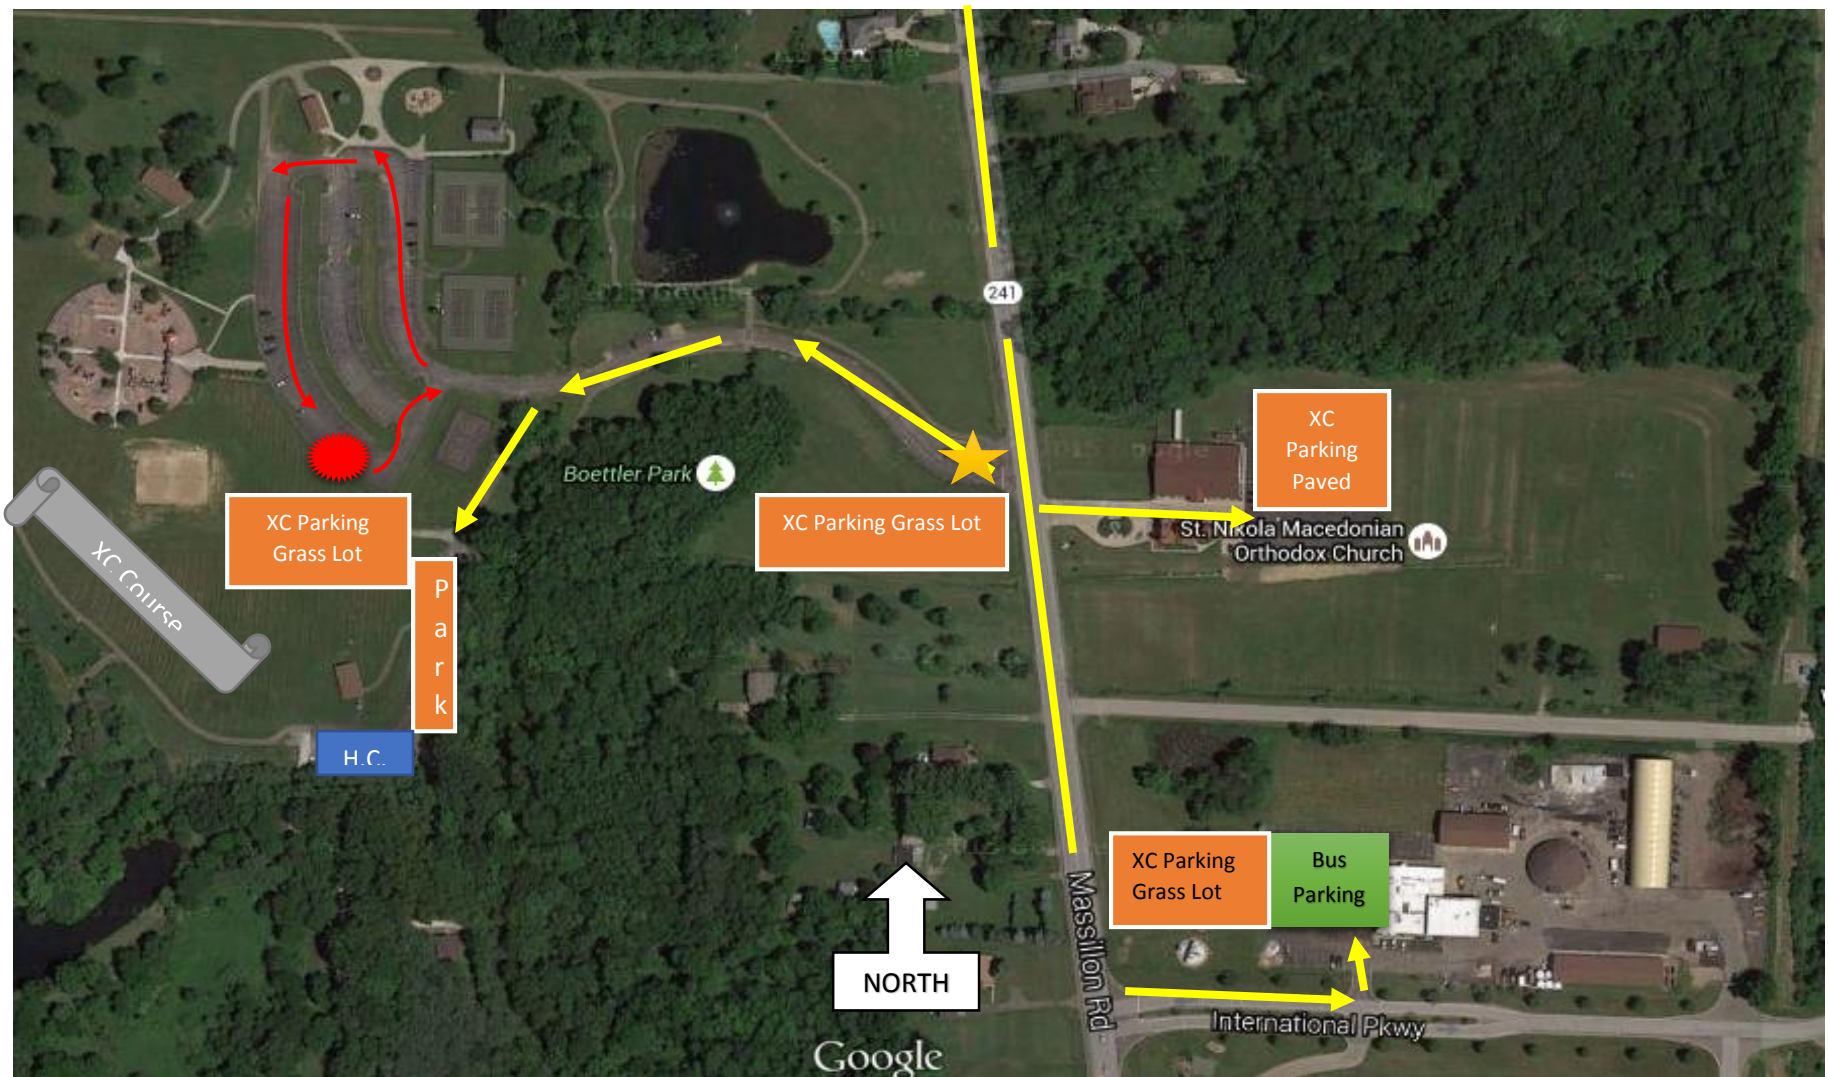 241
XC
Parking
Paved
Boettler Park
XC Parking
Grass Lot
XC Parking Grass Lot
St. Nikola Macedonian
Orthodox Church
XC Course
P
a
r
k
H.C.
XC Parking
Grass Lot
Bus
Parking
NORTH
Massillon Rd
International Pkwy
Google